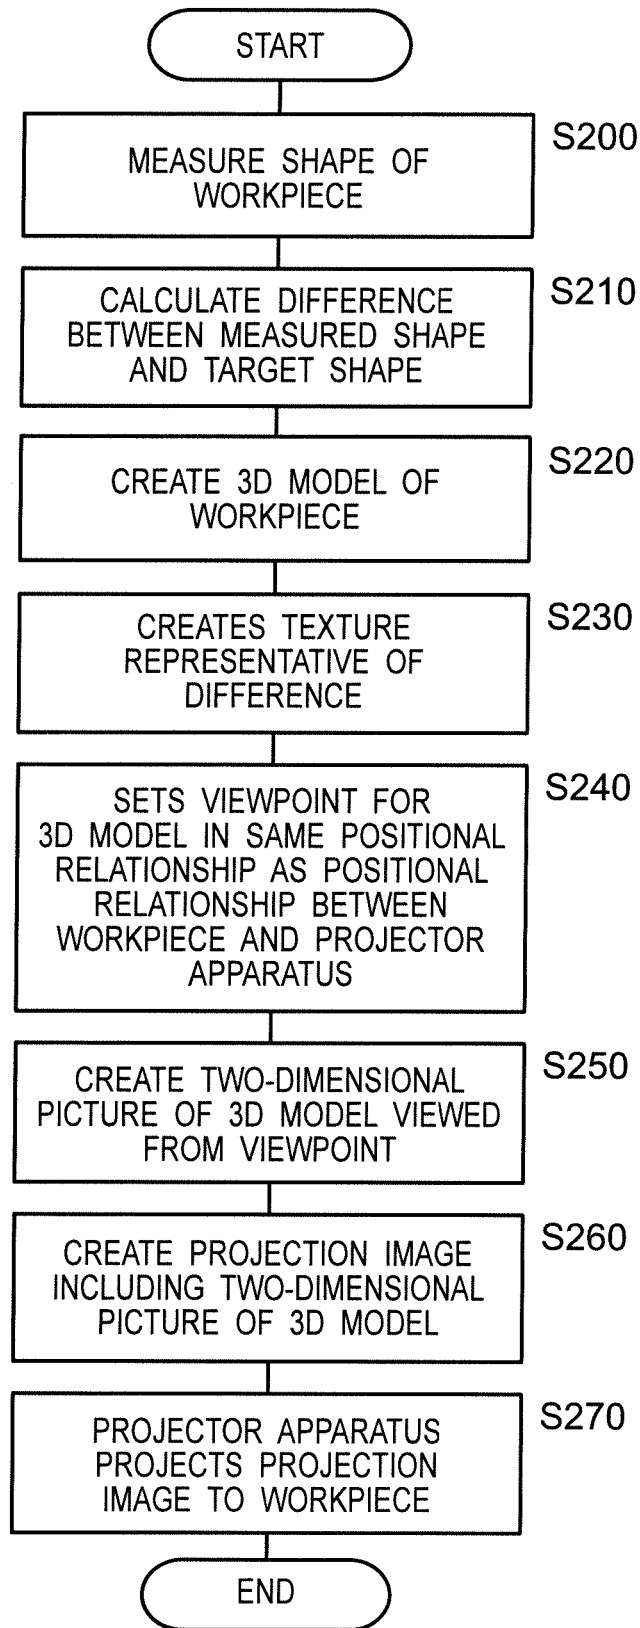 START
S200
MEASURE SHAPE OF
WORKPIECE
S210
CALCULATE DIFFERENCE
BETWEEN MEASURED SHAPE
AND TARGET SHAPE
S220
CREATE 3D MODEL OF
WORKPIECE
S230
CREATES TEXTURE
REPRESENTATIVE OF
DIFFERENCE
S240
SETS VIEWPOINT FOR
3D MODEL IN SAME POSITIONAL
RELATIONSHIP AS POSITIONAL
RELATIONSHIP BETWEEN
WORKPIECE AND PROJECTOR
APPARATUS
S250
CREATE TWO-DIMENSIONAL
PICTURE OF 3D MODEL VIEWED
FROM VIEWPOINT
S260
CREATE PROJECTION IMAGE
INCLUDING TWO-DIMENSIONAL
PICTURE OF 3D MODEL
S270
PROJECTOR APPARATUS
PROJECTS PROJECTION
IMAGE TO WORKPIECE
END